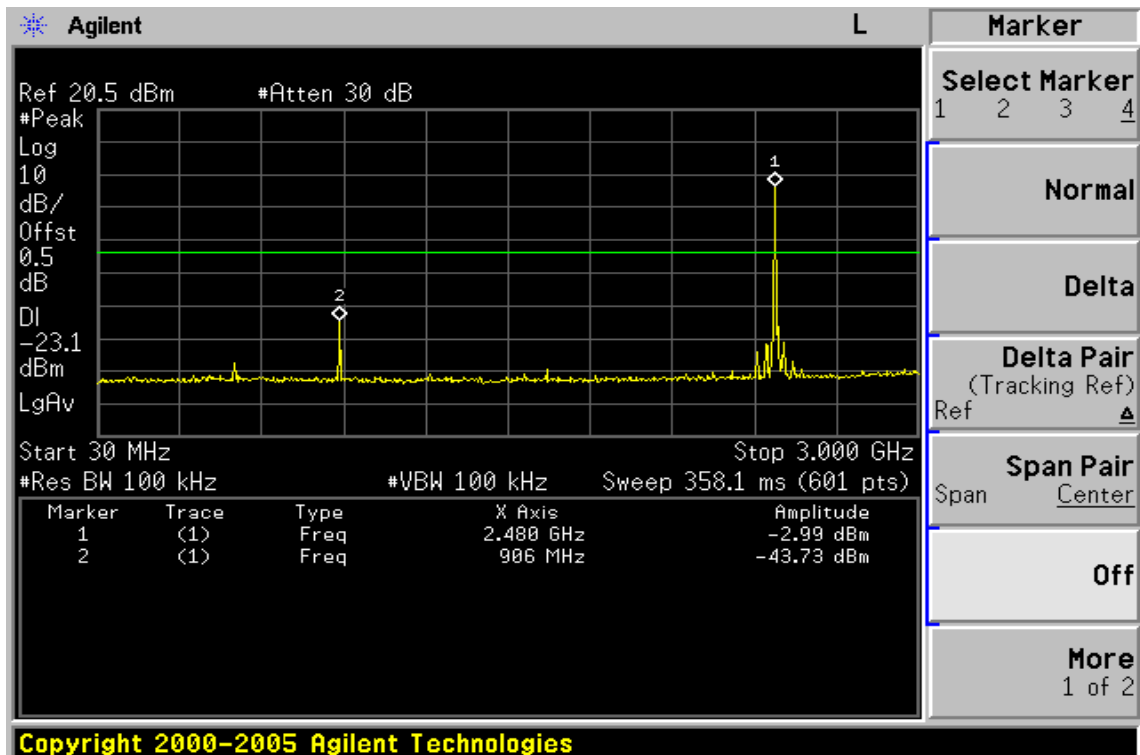 Agilent L
Ref 20.5 dBm #Atten 30 dB
#Peak
Log
10
dB/
Offst
0.5
dB
DI
-23.1
dBm
LgAv
1
2
Start 30 MHz Stop 3.000 GHz
#Res BW 100 kHz #VBW 100 kHz Sweep 358.1 ms (601 pts)
Marker Trace Type X Axis Amplitude
1 (1) Freq 2.480 GHz -2.99 dBm
2 (1) Freq 906 MHz -43.73 dBm
Marker
Select Marker
1 2 3 4
Normal
Delta
Delta Pair
(Tracking Ref)
Ref Δ
Span Pair
Span Center
Off
More
1 of 2
Copyright 2000-2005 Agilent Technologies